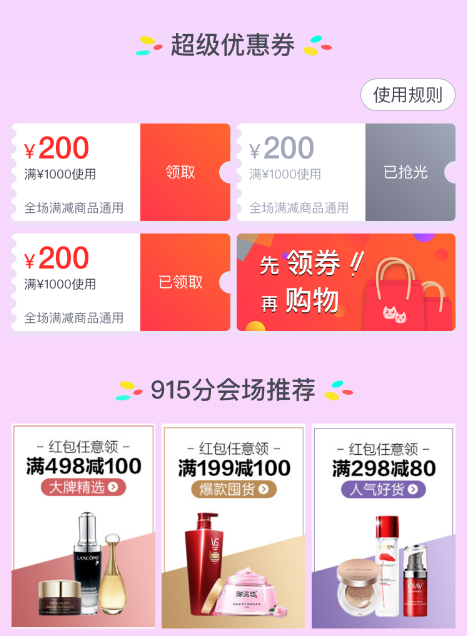 超级优惠券
使用规则
¥200
满¥1000使用
全场满减商品通用
领取
¥200
满¥1000使用
全场满减商品通用
已抢光
¥200
满¥1000使用
全场满减商品通用
已领取
先 领券
再 购物
915分会场推荐
– 红包任意领 –
满498减100
大牌精选
LANCÔME
– 红包任意领 –
满199减100
爆款囤货
VS
御泥坊
– 红包任意领 –
满298减80
人气好货
OLAY